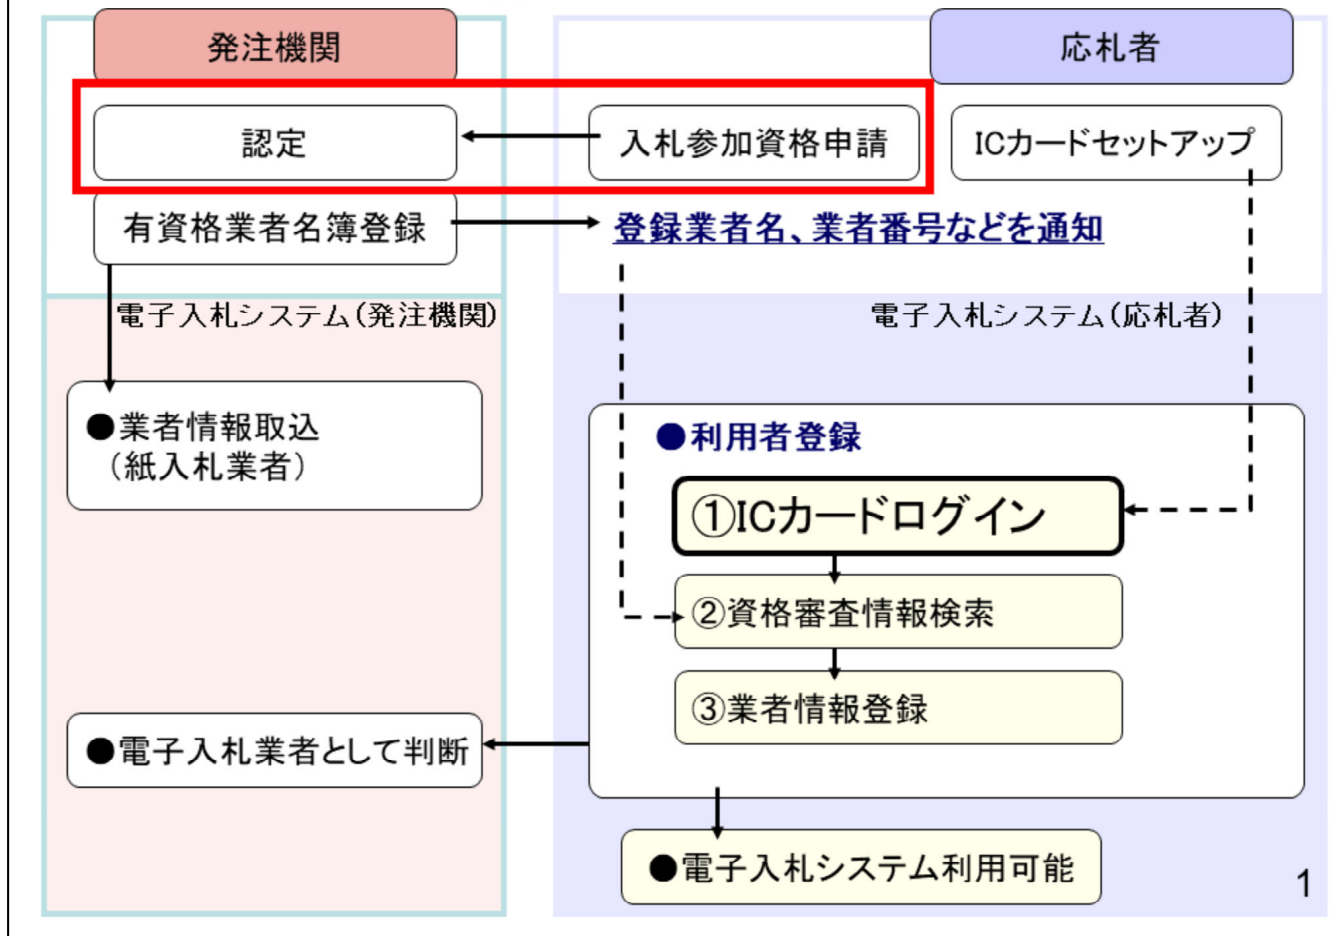 発注機関
応札者
認定
入札参加資格申請
ICカードセットアップ
有資格業者名簿登録
登録業者名、業者番号などを通知
電子入札システム(発注機関)
電子入札システム(応札者)
●業者情報取込
(紙入札業者)
●利用者登録
①ICカードログイン
②資格審査情報検索
③業者情報登録
●電子入札業者として判断
●電子入札システム利用可能
1